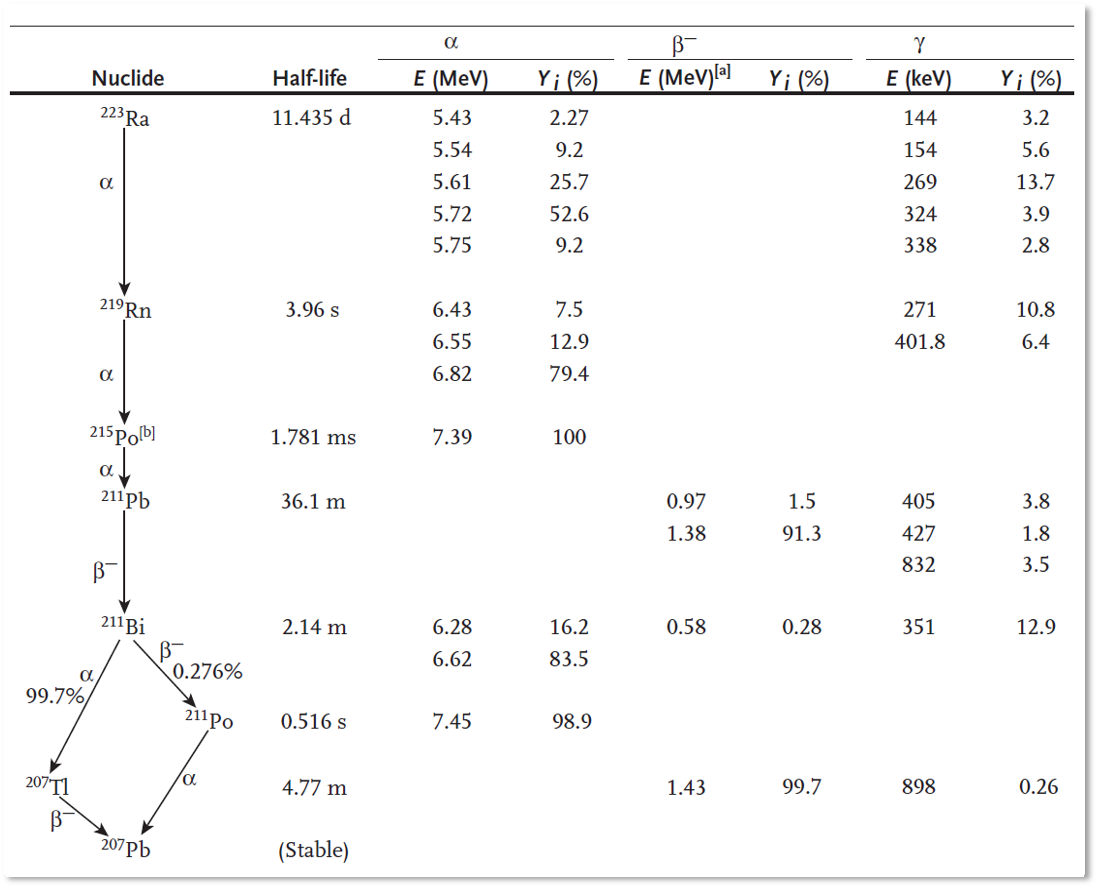 α β⁻ γ
Nuclide Half-life E (MeV) Yᵢ (%) E (MeV)[a] Yᵢ (%) E (keV) Yᵢ (%)
²²³Ra 11.435 d 5.43 2.27 144 3.2
5.54 9.2 154 5.6
α 5.61 25.7 269 13.7
5.72 52.6 324 3.9
5.75 9.2 338 2.8
²¹⁹Rn 3.96 s 6.43 7.5 271 10.8
6.55 12.9 401.8 6.4
α 6.82 79.4
²¹⁵Po[b] 1.781 ms 7.39 100
α
²¹¹Pb 36.1 m 0.97 1.5 405 3.8
1.38 91.3 427 1.8
β⁻ 832 3.5
²¹¹Bi 2.14 m 6.28 16.2 0.58 0.28 351 12.9
β⁻ 6.62 83.5
α 0.276%
99.7%
²¹¹Po 0.516 s 7.45 98.9
α
²⁰⁷Tl 4.77 m 1.43 99.7 898 0.26
β⁻
²⁰⁷Pb (Stable)